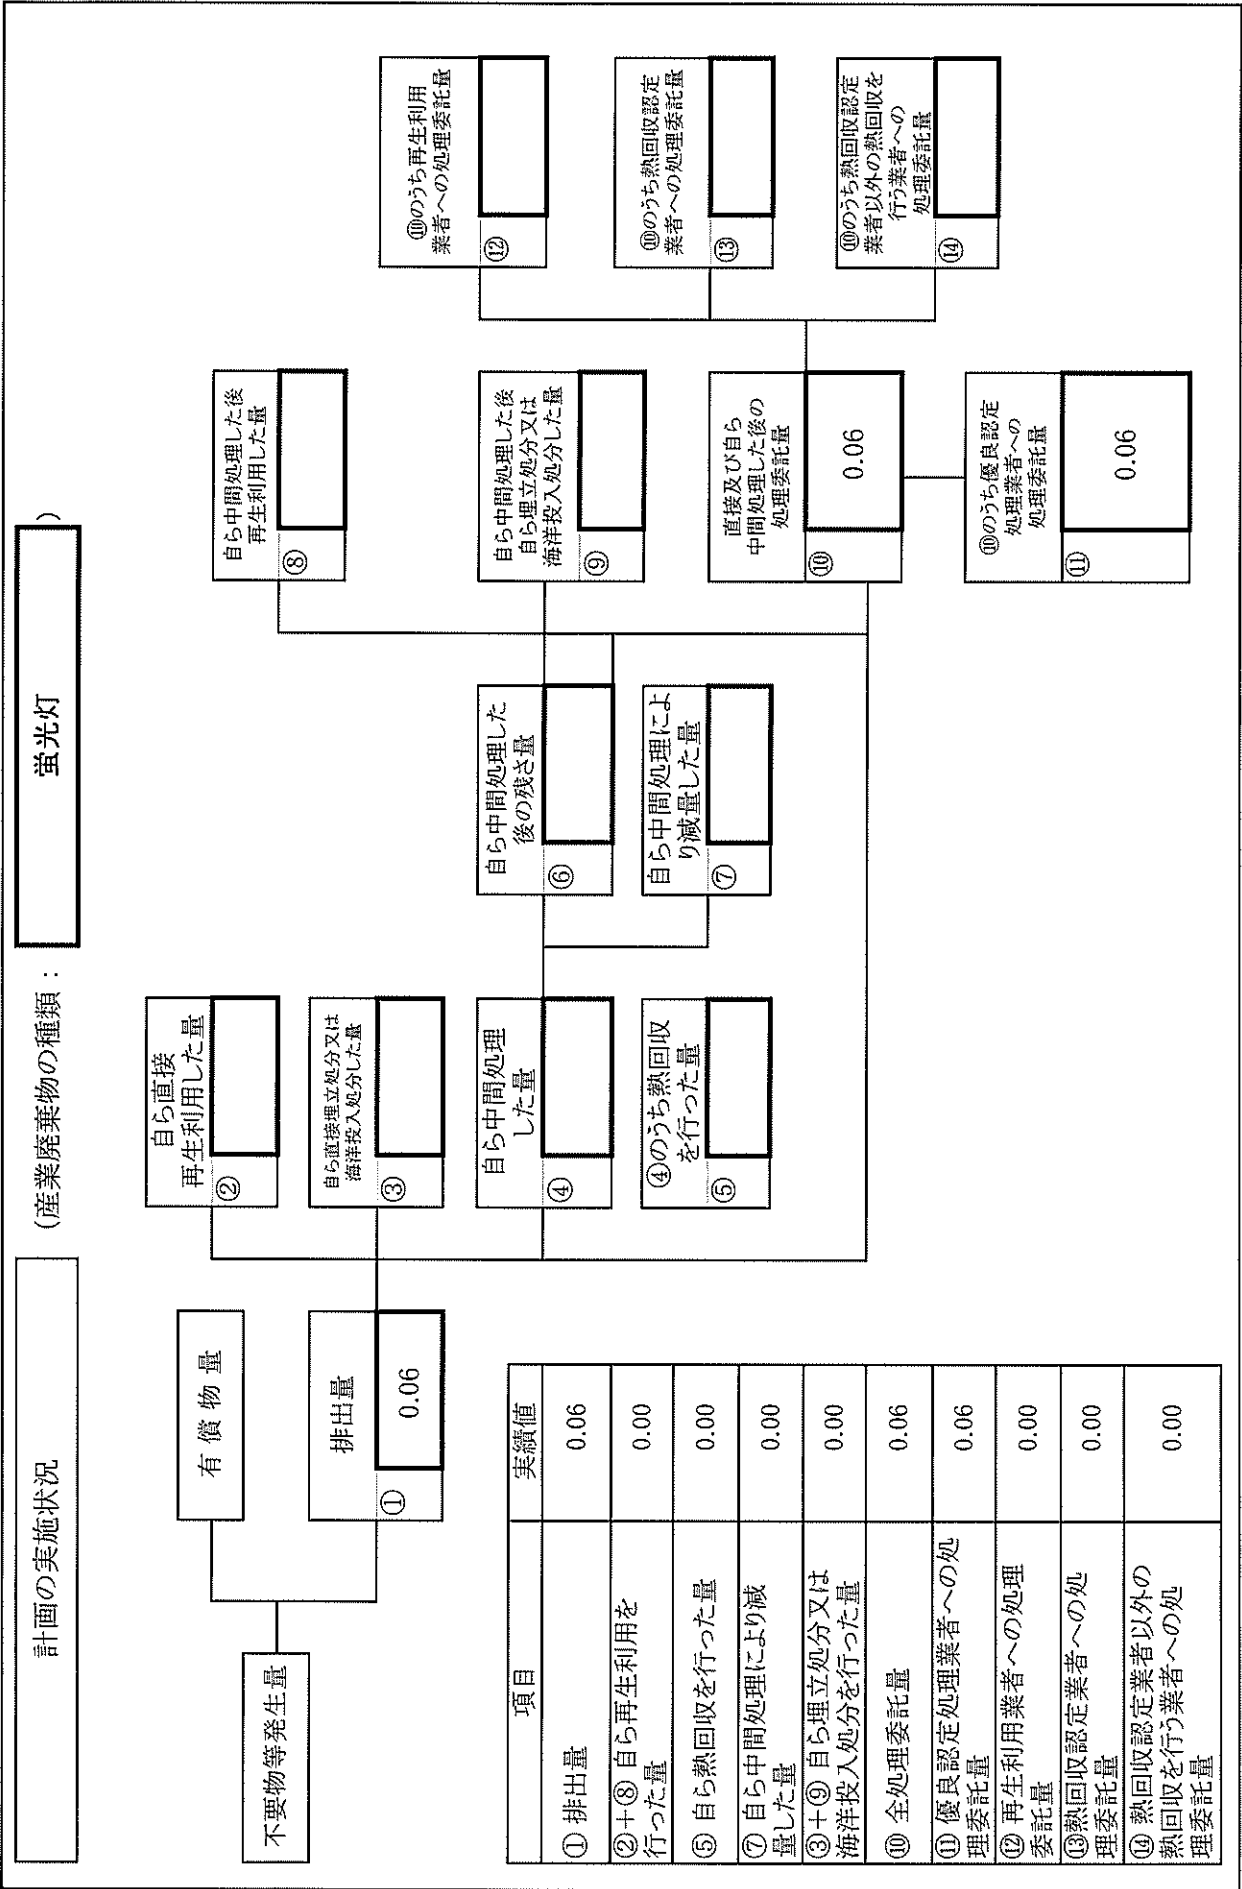 計画の実施状況
(産業廃棄物の種類：
蛍光灯
)
不要物等発生量
有 償 物 量
排出量
①
0.06
自ら直接
再生利用した量
②
自ら直接埋立処分又は
海洋投入処分した量
③
自ら中間処理
した量
④
④のうち熱回収
を行った量
⑤
自ら中間処理した
後の残さ量
⑥
自ら中間処理によ
り減量した量
⑦
自ら中間処理した後
再生利用した量
⑧
自ら中間処理した後
自ら埋立処分又は
海洋投入処分した量
⑨
直接及び自ら
中間処理した後の
処理委託量
⑩
0.06
⑩のうち優良認定
処理業者への
処理委託量
⑪
0.06
⑩のうち再生利用
業者への処理委託量
⑫
⑩のうち熱回収認定
業者への処理委託量
⑬
⑩のうち熱回収認定
業者以外の熱回収を
行う業者への
処理委託量
⑭
項目
実績値
① 排出量
0.06
②＋⑧ 自ら再生利用を
行った量
0.00
⑤ 自ら熱回収を行った量
0.00
⑦ 自ら中間処理により減
量した量
0.00
③＋⑨ 自ら埋立処分又は
海洋投入処分を行った量
0.00
⑩ 全処理委託量
0.06
⑪ 優良認定処理業者への処
理委託量
0.06
⑫ 再生利用業者への処理
委託量
0.00
⑬熱回収認定業者への処
理委託量
0.00
⑭ 熱回収認定業者以外の
熱回収を行う業者への処
理委託量
0.00